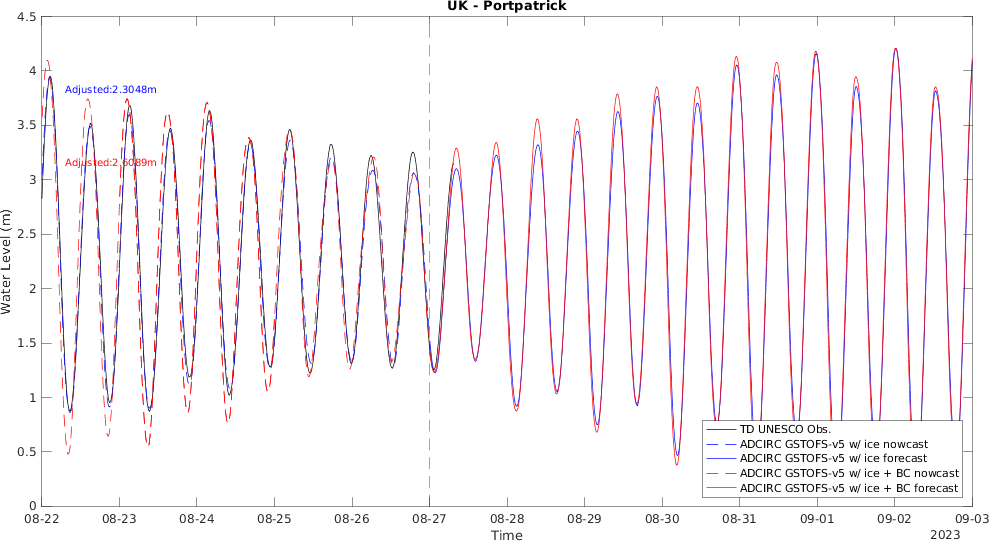 UK - Portpatrick
4.5
4
3.5
3
2.5
2
1.5
1
0.5
0
Water Level (m)
Adjusted:2.3048m
Adjusted:2.6089m
TD UNESCO Obs.
ADCIRC GSTOFS-v5 w/ ice nowcast
ADCIRC GSTOFS-v5 w/ ice forecast
ADCIRC GSTOFS-v5 w/ ice + BC nowcast
ADCIRC GSTOFS-v5 w/ ice + BC forecast
08-22 08-23 08-24 08-25 08-26 08-27 08-28 08-29 08-30 08-31 09-01 09-02 09-03
Time
2023